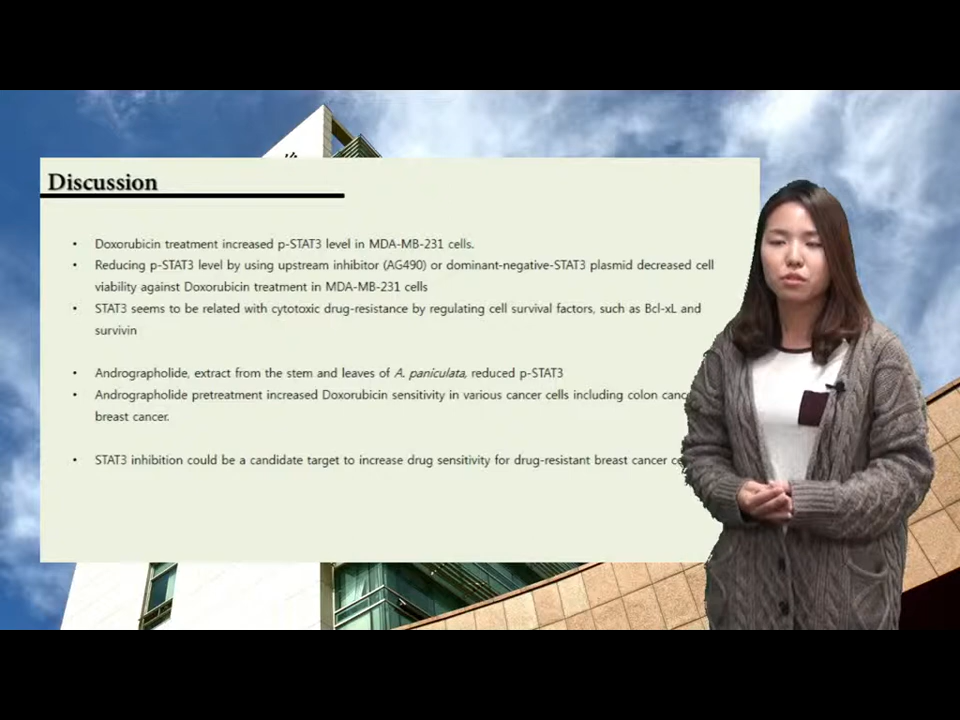 Discussion
• Doxorubicin treatment increased p-STAT3 level in MDA-MB-231 cells.
• Reducing p-STAT3 level by using upstream inhibitor (AG490) or dominant-negative-STAT3 plasmid decreased cell
viability against Doxorubicin treatment in MDA-MB-231 cells
• STAT3 seems to be related with cytotoxic drug-resistance by regulating cell survival factors, such as Bcl-xL and
survivin
• Andrographolide, extract from the stem and leaves of A. paniculata, reduced p-STAT3
• Andrographolide pretreatment increased Doxorubicin sensitivity in various cancer cells including colon
breast cancer.
• STAT3 inhibition could be a candidate target to increase drug sensitivity for drug-resistant breast cancer